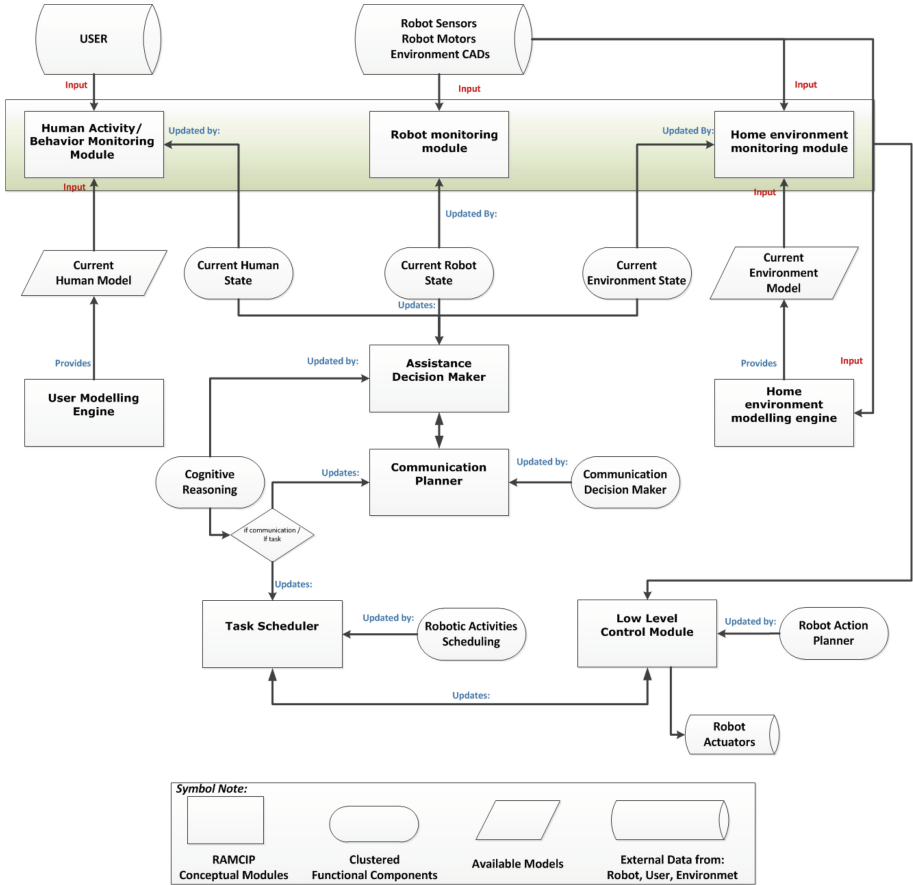 USER
Robot Sensors
Robot Motors
Environment CADs
Input
Input
Input
Human Activity/
Behavior Monitoring
Module
Updated by:
Robot monitoring
module
Updated By:
Home environment
monitoring module
Input
Updated By:
Input
Current
Human Model
Current Human
State
Current Robot
State
Current
Environment State
Current
Environment
Model
Updates:
Provides
Updated by:
Assistance
Decision Maker
Provides
Input
User Modelling
Engine
Home
environment
modelling engine
Cognitive
Reasoning
Updates:
Communication
Planner
Updated by:
Communication
Decision Maker
if communication /
If task
Updates:
Task Scheduler
Updated by:
Robotic Activities
Scheduling
Low Level
Control Module
Updated by:
Robot Action
Planner
Updates:
Robot
Actuators
Symbol Note:
RAMCIP
Conceptual Modules
Clustered
Functional Components
Available Models
External Data from:
Robot, User, Environmet